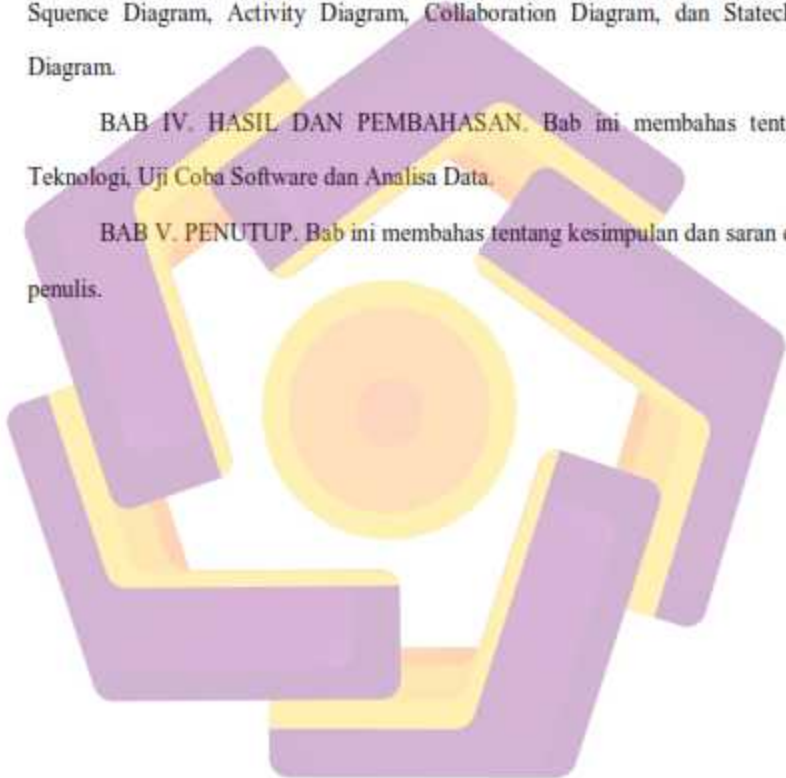 Squence Diagram, Activity Diagram, Collaboration Diagram, dan Statecl
Diagram.
BAB IV. HASIL DAN PEMBAHASAN. Bab ini membahas tent
Teknologi, Uji Coba Software dan Analisa Data.
BAB V. PENUTUP. Bab ini membahas tentang kesimpulan dan saran
penulis.